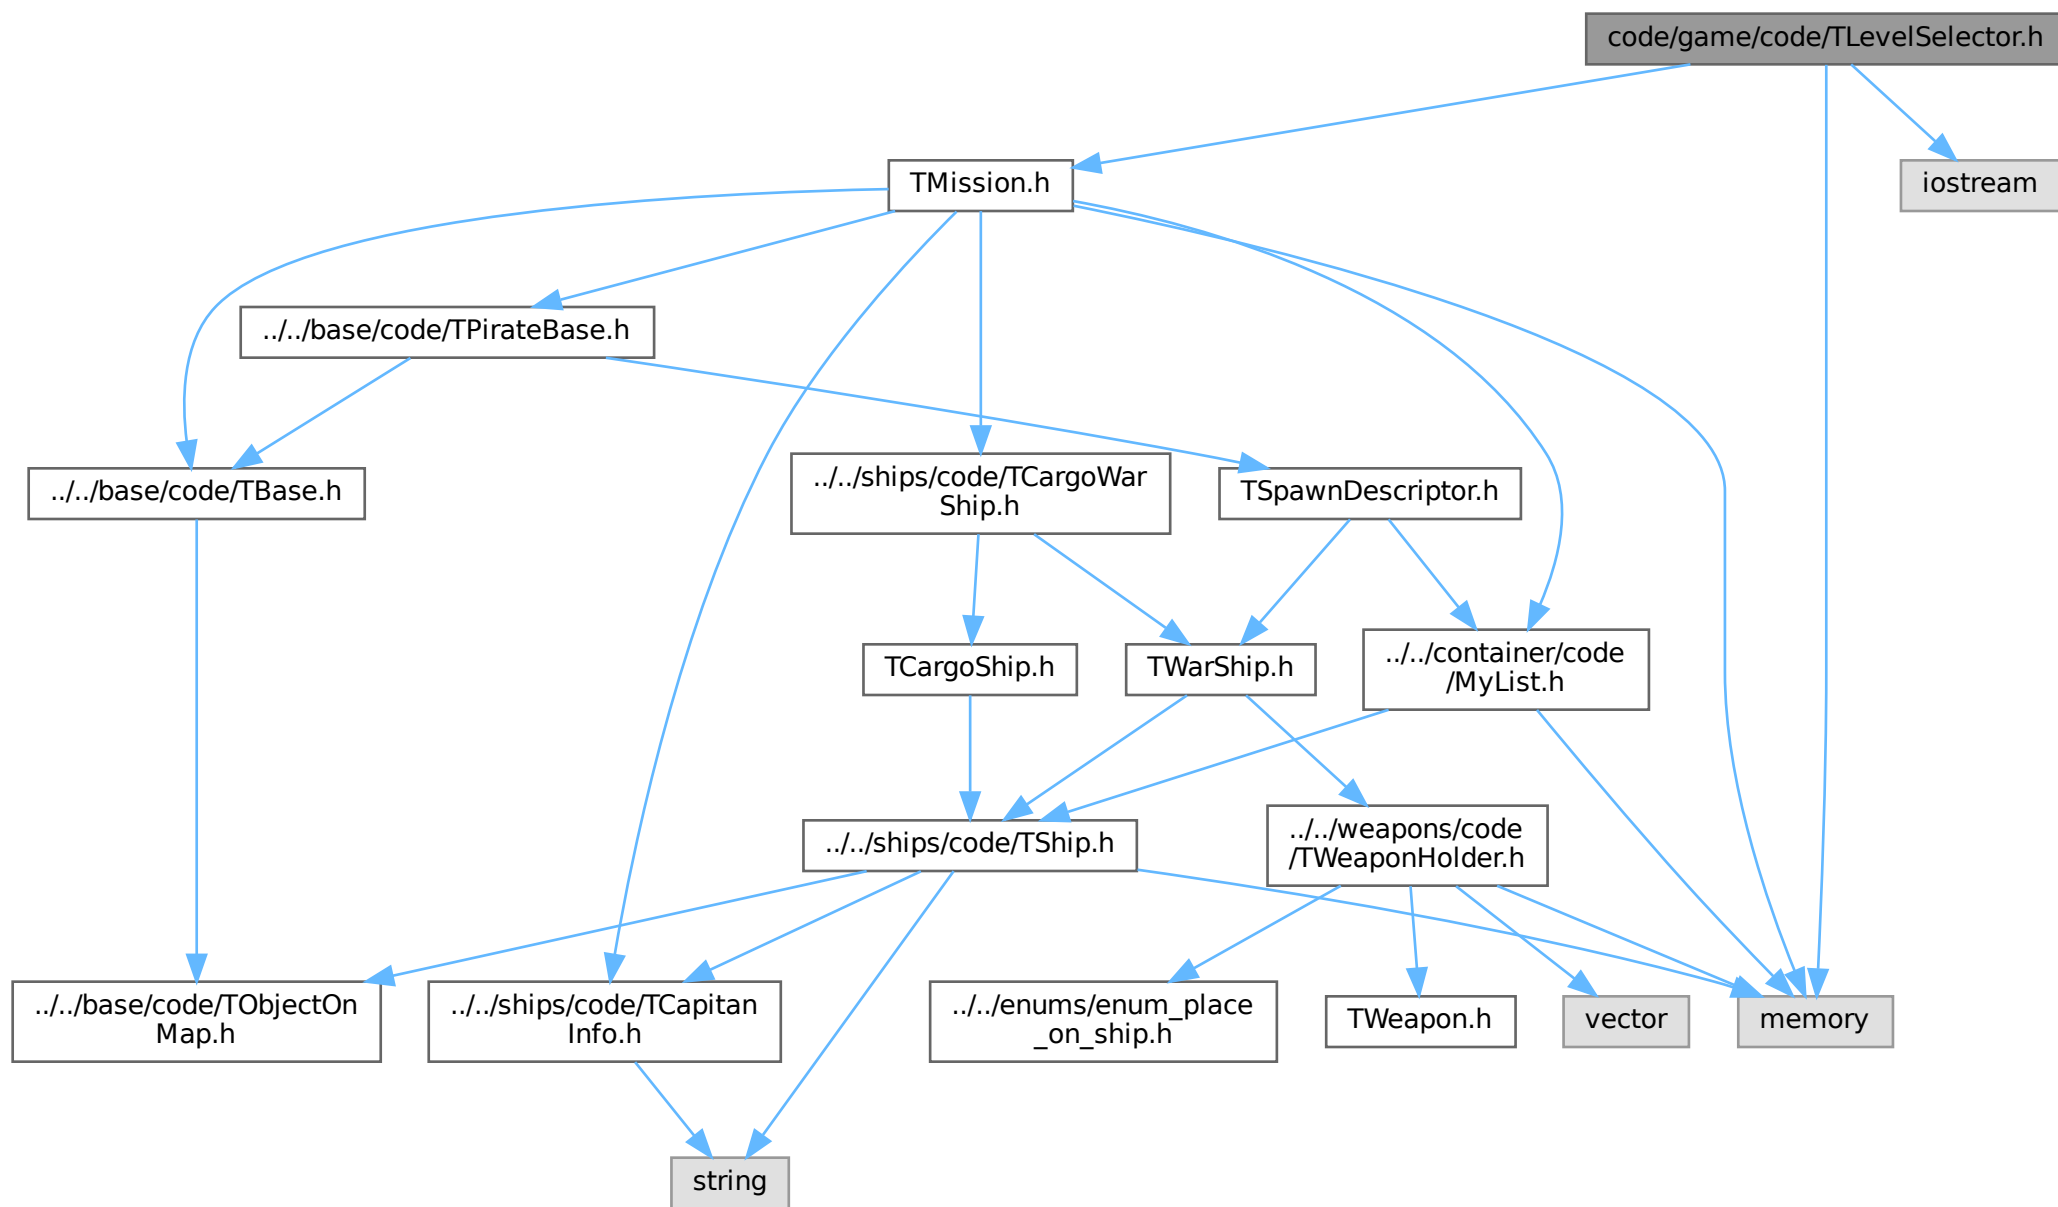 code/game/code/TLevelSelector.h
TMission.h
iostream
../../base/code/TPirateBase.h
../../base/code/TBase.h
../../ships/code/TCargoWar
Ship.h
TSpawnDescriptor.h
TCargoShip.h
TWarShip.h
../../container/code
/MyList.h
../../ships/code/TShip.h
../../weapons/code
/TWeaponHolder.h
../../base/code/TObjectOn
Map.h
../../ships/code/TCapitan
Info.h
../../enums/enum_place
_on_ship.h
TWeapon.h
vector
memory
string